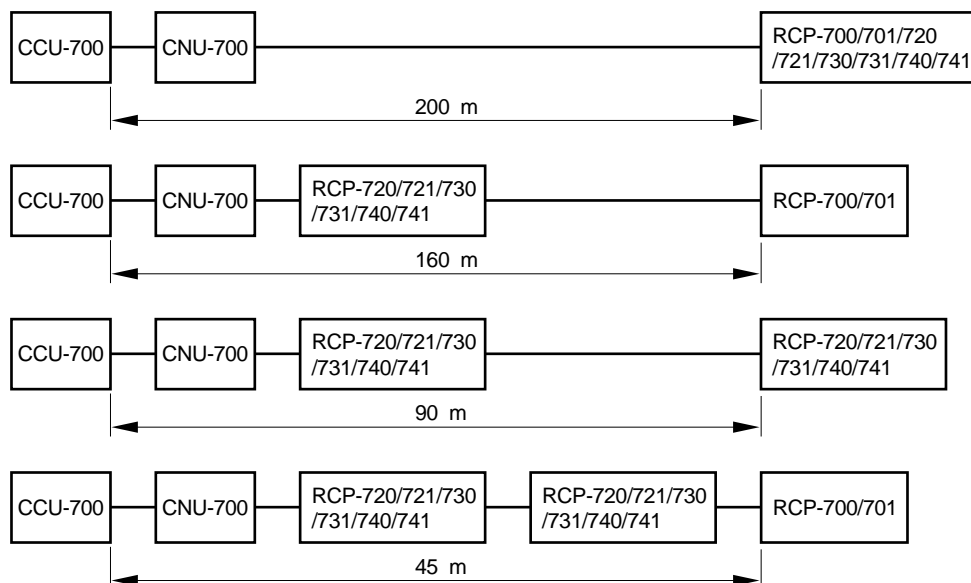 CCU-700 CNU-700 RCP-700/701/720
/721/730/731/740/741
200 m
CCU-700 CNU-700 RCP-720/721/730
/731/740/741 RCP-700/701
160 m
CCU-700 CNU-700 RCP-720/721/730
/731/740/741 RCP-720/721/730
/731/740/741
90 m
CCU-700 CNU-700 RCP-720/721/730
/731/740/741 RCP-720/721/730
/731/740/741 RCP-700/701
45 m